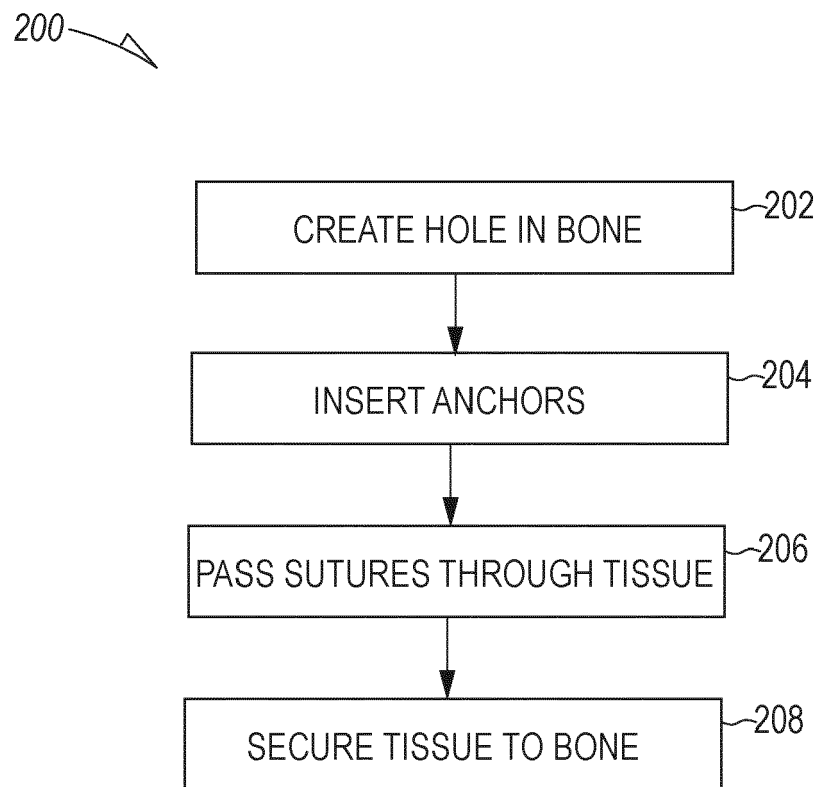 200
CREATE HOLE IN BONE
202
INSERT ANCHORS
204
PASS SUTURES THROUGH TISSUE
206
SECURE TISSUE TO BONE
208